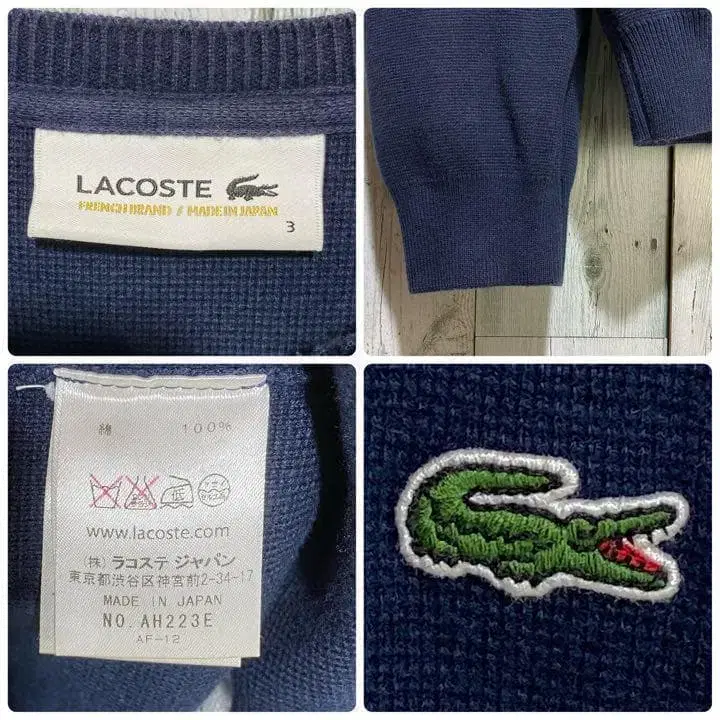 LACOSTE
FRENCH BRAND / MADE IN JAPAN
3
綿 100%
低
www.lacoste.com
(株) ラコステ ジャパン
東京都渋谷区神宮前2-34-17
MADE IN JAPAN
NO. AH223E
AF-12